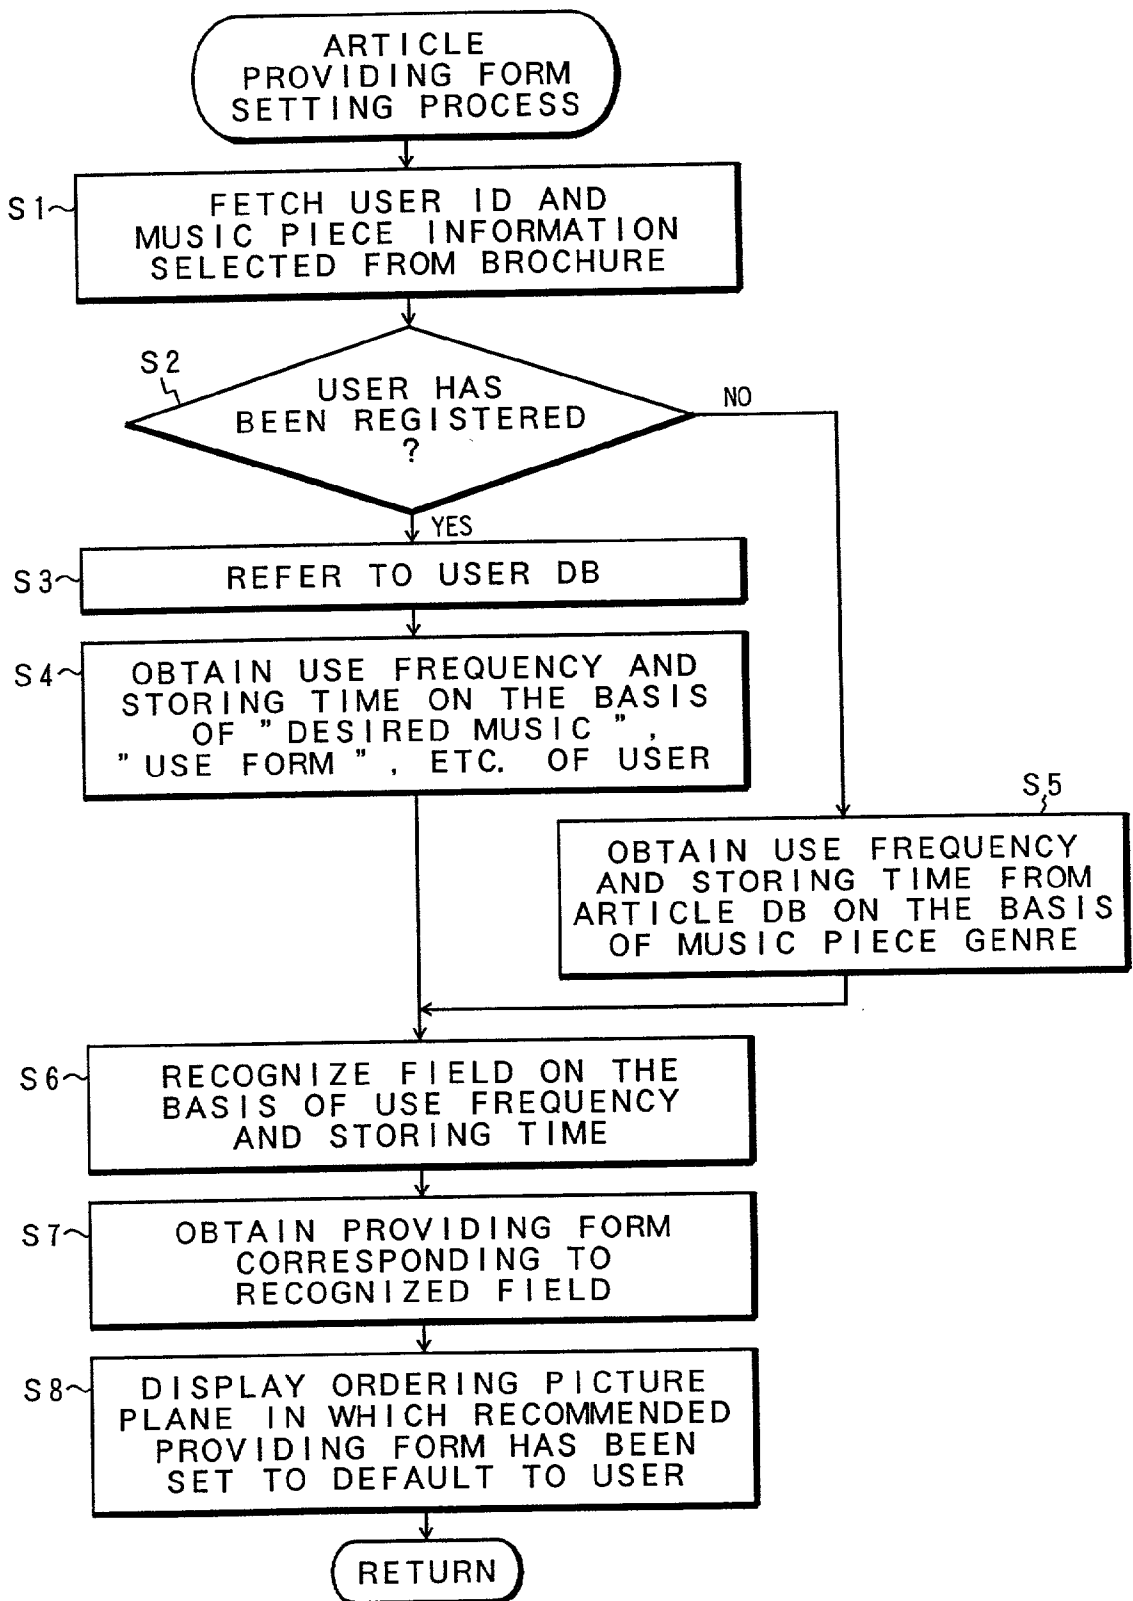 ARTICLE
PROVIDING FORM
SETTING PROCESS
S1
FETCH USER ID AND
MUSIC PIECE INFORMATION
SELECTED FROM BROCHURE
S2
USER HAS
BEEN REGISTERED
?
NO
YES
S3
REFER TO USER DB
S4
OBTAIN USE FREQUENCY AND
STORING TIME ON THE BASIS
OF "DESIRED MUSIC",
"USE FORM", ETC. OF USER
S5
OBTAIN USE FREQUENCY
AND STORING TIME FROM
ARTICLE DB ON THE BASIS
OF MUSIC PIECE GENRE
S6
RECOGNIZE FIELD ON THE
BASIS OF USE FREQUENCY
AND STORING TIME
S7
OBTAIN PROVIDING FORM
CORRESPONDING TO
RECOGNIZED FIELD
S8
DISPLAY ORDERING PICTURE
PLANE IN WHICH RECOMMENDED
PROVIDING FORM HAS BEEN
SET TO DEFAULT TO USER
RETURN